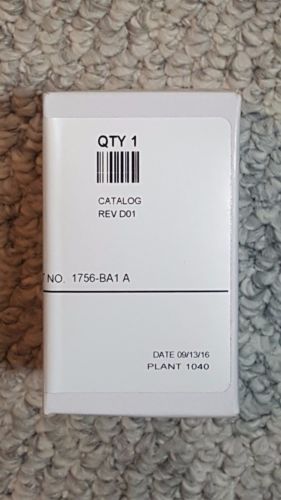 QTY 1
CATALOG
REV D01
NO. 1756-BA1 A
DATE 09/13/16
PLANT 1040